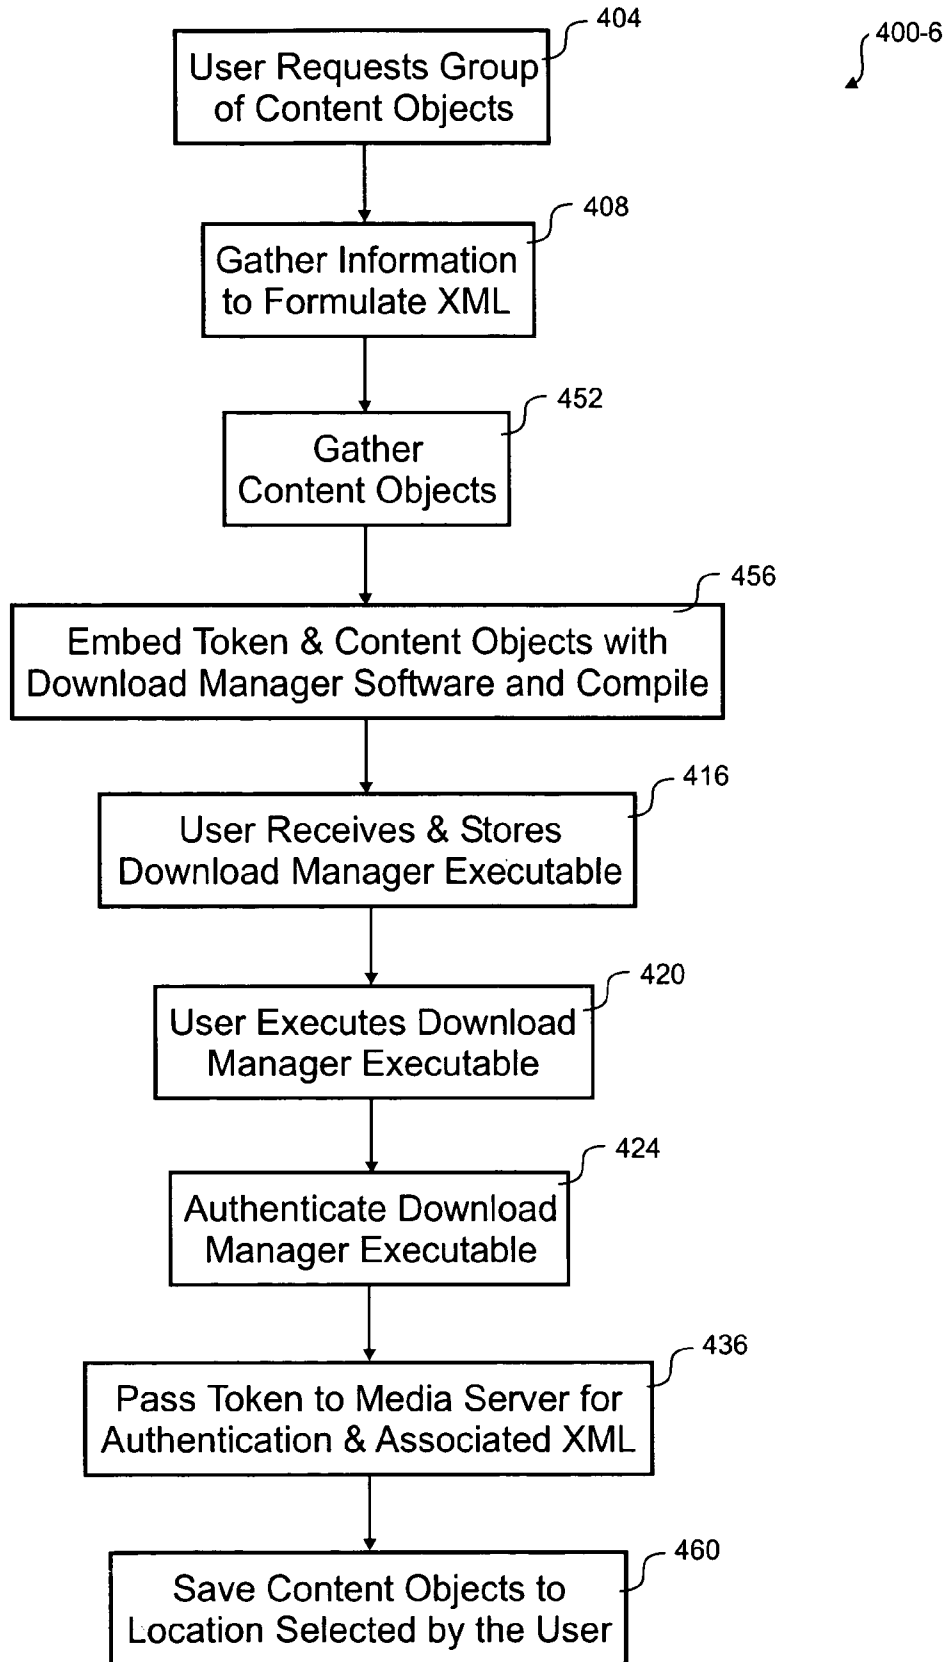 404
400-6
User Requests Group
of Content Objects
408
Gather Information
to Formulate XML
452
Gather
Content Objects
456
Embed Token & Content Objects with
Download Manager Software and Compile
416
User Receives & Stores
Download Manager Executable
420
User Executes Download
Manager Executable
424
Authenticate Download
Manager Executable
436
Pass Token to Media Server for
Authentication & Associated XML
460
Save Content Objects to
Location Selected by the User